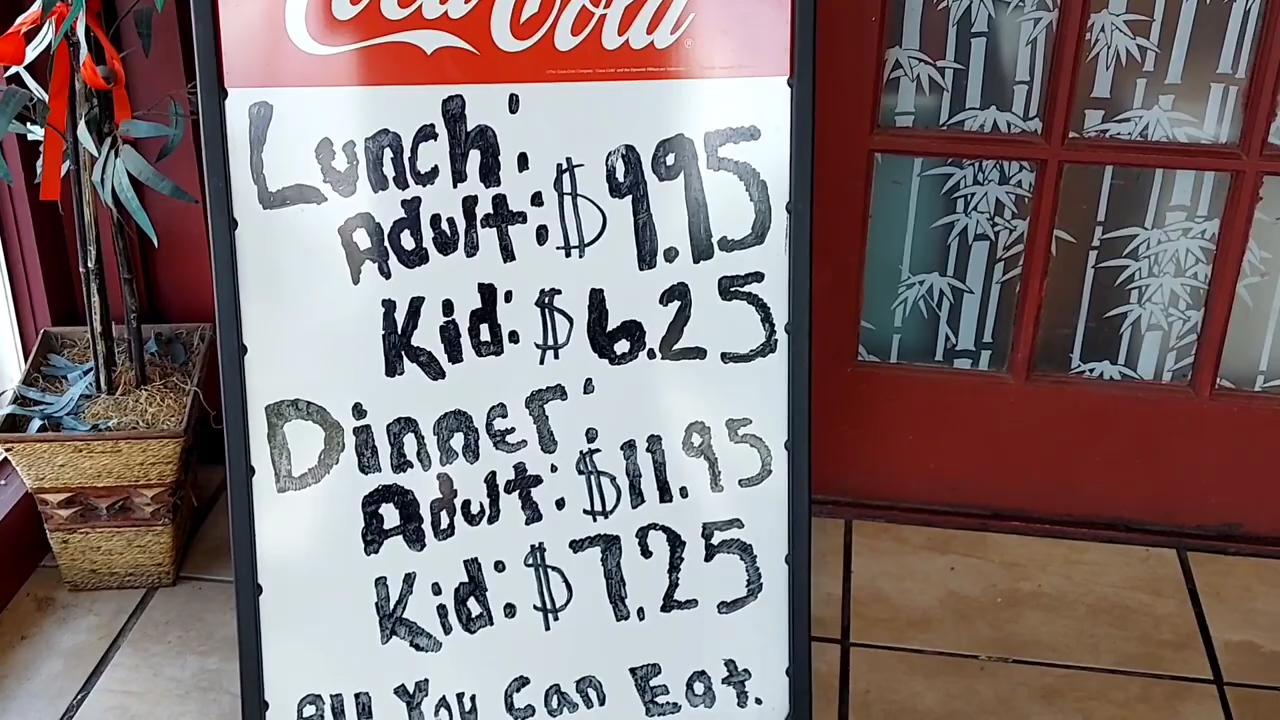 Coca Cola
Lunch:
Adult: $9.95
Kid: $6.25
Dinner:
Adult: $11.95
Kid: $7.25
All You Can Eat.